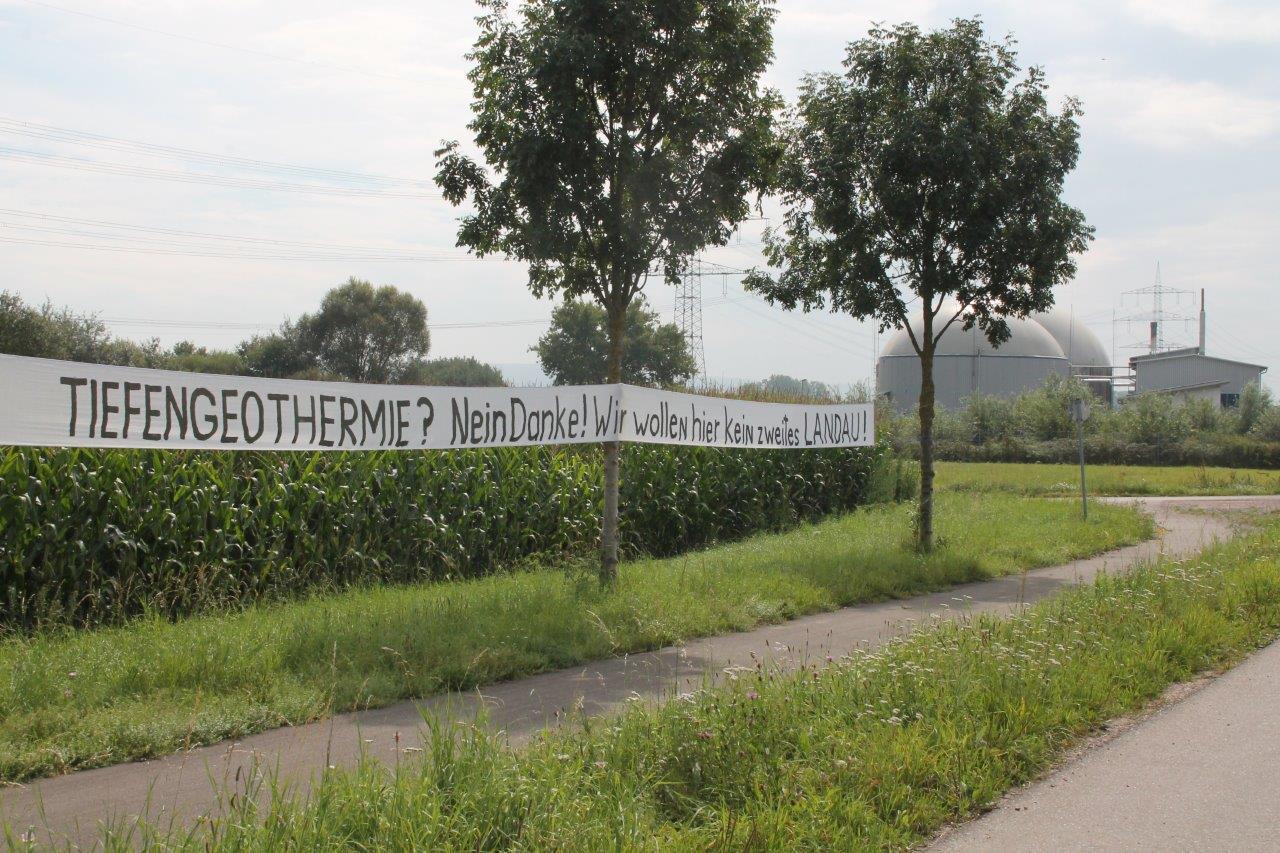 TIEFENGEOTHERMIE? Nein Danke! Wir wollen hier kein zweites LANDAU!